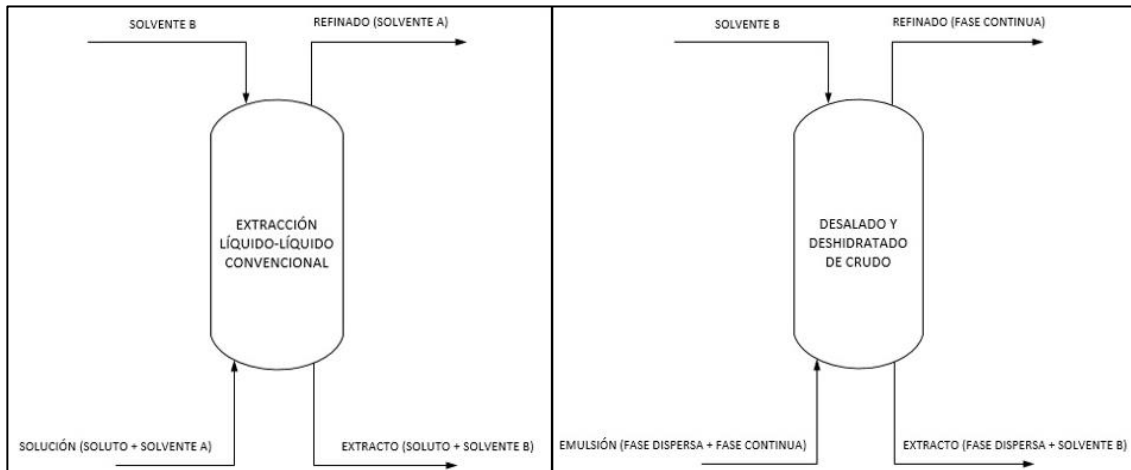 SOLVENTE B
REFINADO (SOLVENTE A)
EXTRACCIÓN
LÍQUIDO-LÍQUIDO
CONVENCIONAL
SOLUCIÓN (SOLUTO + SOLVENTE A)
EXTRACTO (SOLUTO + SOLVENTE B)
SOLVENTE B
REFINADO (FASE CONTINUA)
DESALADO Y
DESHIDRATADO
DE CRUDO
EMULSIÓN (FASE DISPERSA + FASE CONTINUA)
EXTRACTO (FASE DISPERSA + SOLVENTE B)